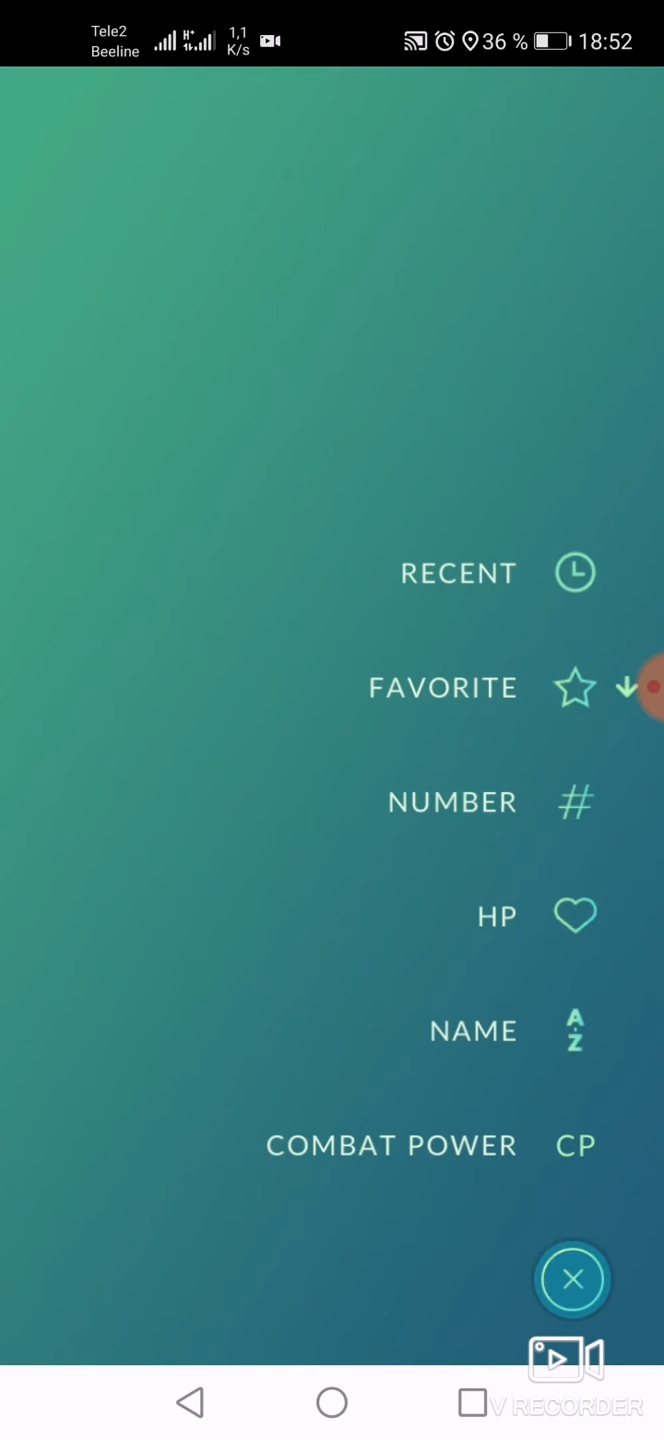 Tele2
Beeline
H+
1,1
K/s
36 %
18:52
RECENT
FAVORITE
NUMBER
#
HP
NAME
A
Z
COMBAT POWER CP
V RECORDER